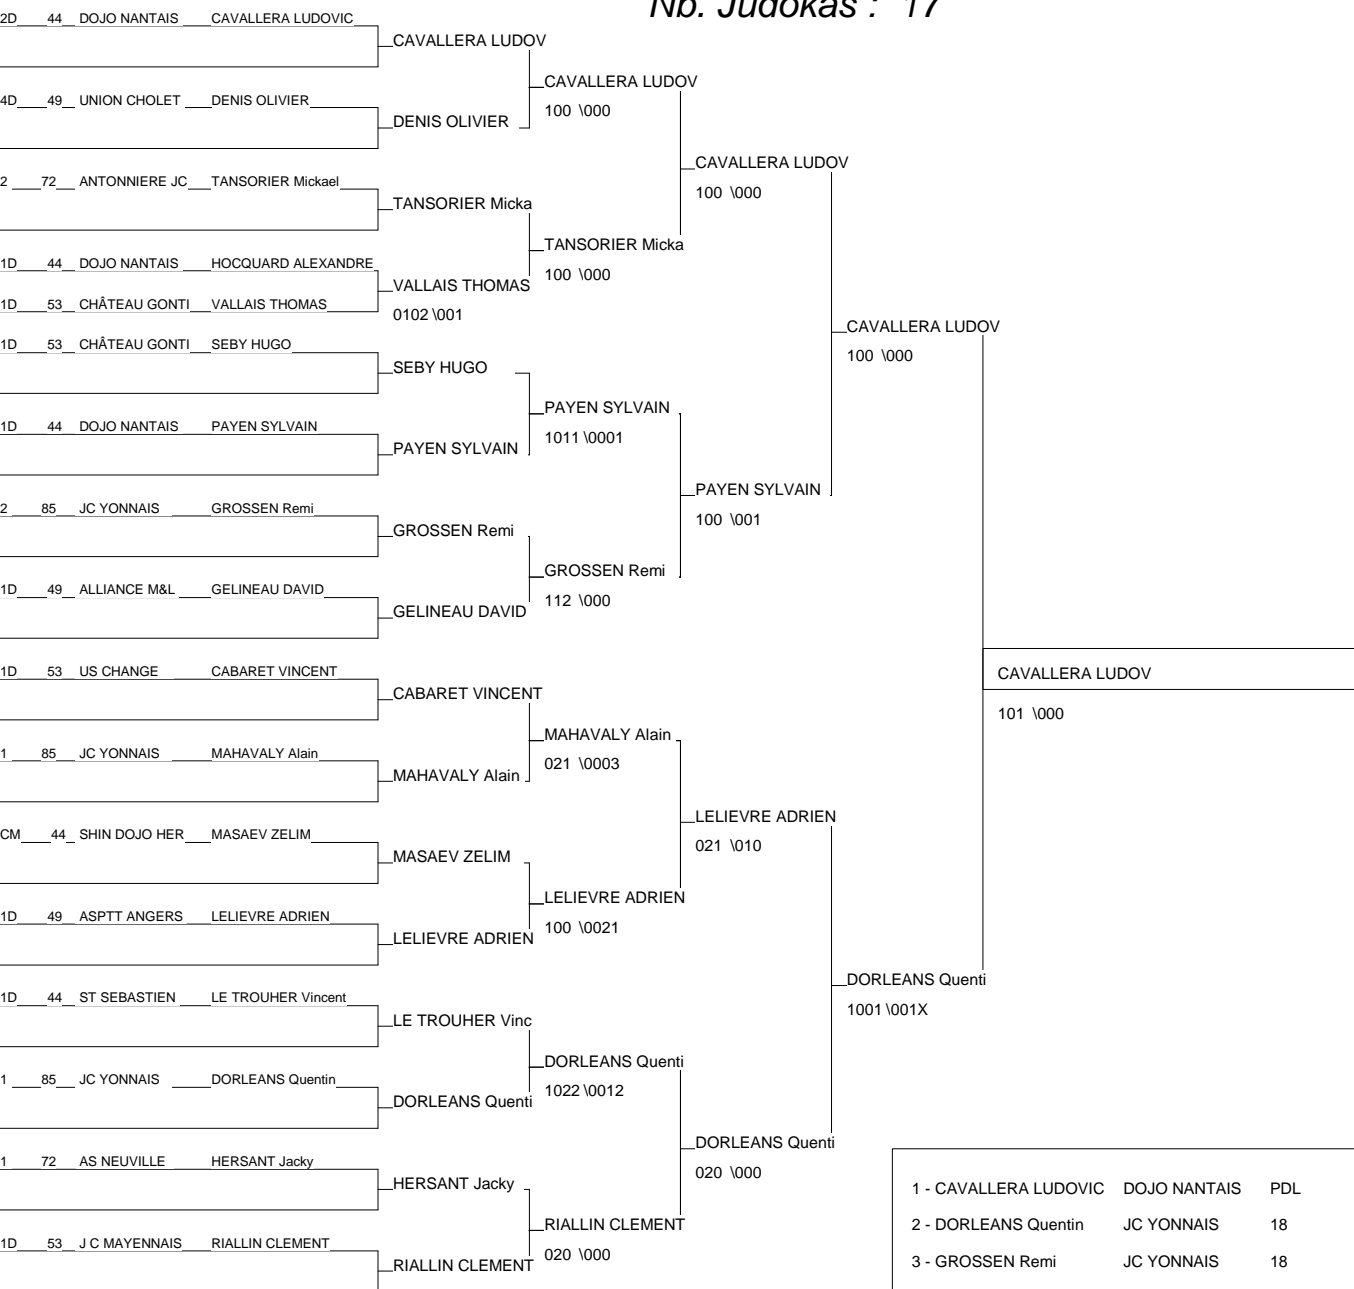 Nb. Judokas : 17
2D 44 DOJO NANTAIS CAVALLERA LUDOVIC
CAVALLERA LUDOV
CAVALLERA LUDOV
4D 49 UNION CHOLET DENIS OLIVIER
100 \000
DENIS OLIVIER
CAVALLERA LUDOV
2 72 ANTONNIERE JC TANSORIER Mickael
100 \000
TANSORIER Micka
TANSORIER Micka
1D 44 DOJO NANTAIS HOCQUARD ALEXANDRE
100 \000
VALLAIS THOMAS
1D 53 CHÂTEAU GONTI VALLAIS THOMAS
0102 \001
CAVALLERA LUDOV
1D 53 CHÂTEAU GONTI SEBY HUGO
100 \000
SEBY HUGO
PAYEN SYLVAIN
1D 44 DOJO NANTAIS PAYEN SYLVAIN
1011 \0001
PAYEN SYLVAIN
PAYEN SYLVAIN
2 85 JC YONNAIS GROSSEN Remi
100 \001
GROSSEN Remi
GROSSEN Remi
1D 49 ALLIANCE M&L GELINEAU DAVID
112 \000
GELINEAU DAVID
1D 53 US CHANGE CABARET VINCENT
CAVALLERA LUDOV
CABARET VINCENT
101 \000
MAHAVALY Alain
1 85 JC YONNAIS MAHAVALY Alain
021 \0003
MAHAVALY Alain
LELIEVRE ADRIEN
CM 44 SHIN DOJO HER MASAEV ZELIM
021 \010
MASAEV ZELIM
LELIEVRE ADRIEN
1D 49 ASPTT ANGERS LELIEVRE ADRIEN
100 \0021
LELIEVRE ADRIEN
DORLEANS Quenti
1D 44 ST SEBASTIEN LE TROUHER Vincent
1001 \001X
LE TROUHER Vinc
DORLEANS Quenti
1 85 JC YONNAIS DORLEANS Quentin
1022 \0012
DORLEANS Quenti
DORLEANS Quenti
1 72 AS NEUVILLE HERSANT Jacky
020 \000
HERSANT Jacky
1 - CAVALLERA LUDOVIC DOJO NANTAIS PDL
RIALLIN CLEMENT
2 - DORLEANS Quentin JC YONNAIS 18
1D 53 J C MAYENNAIS RIALLIN CLEMENT
020 \000
3 - GROSSEN Remi JC YONNAIS 18
RIALLIN CLEMENT